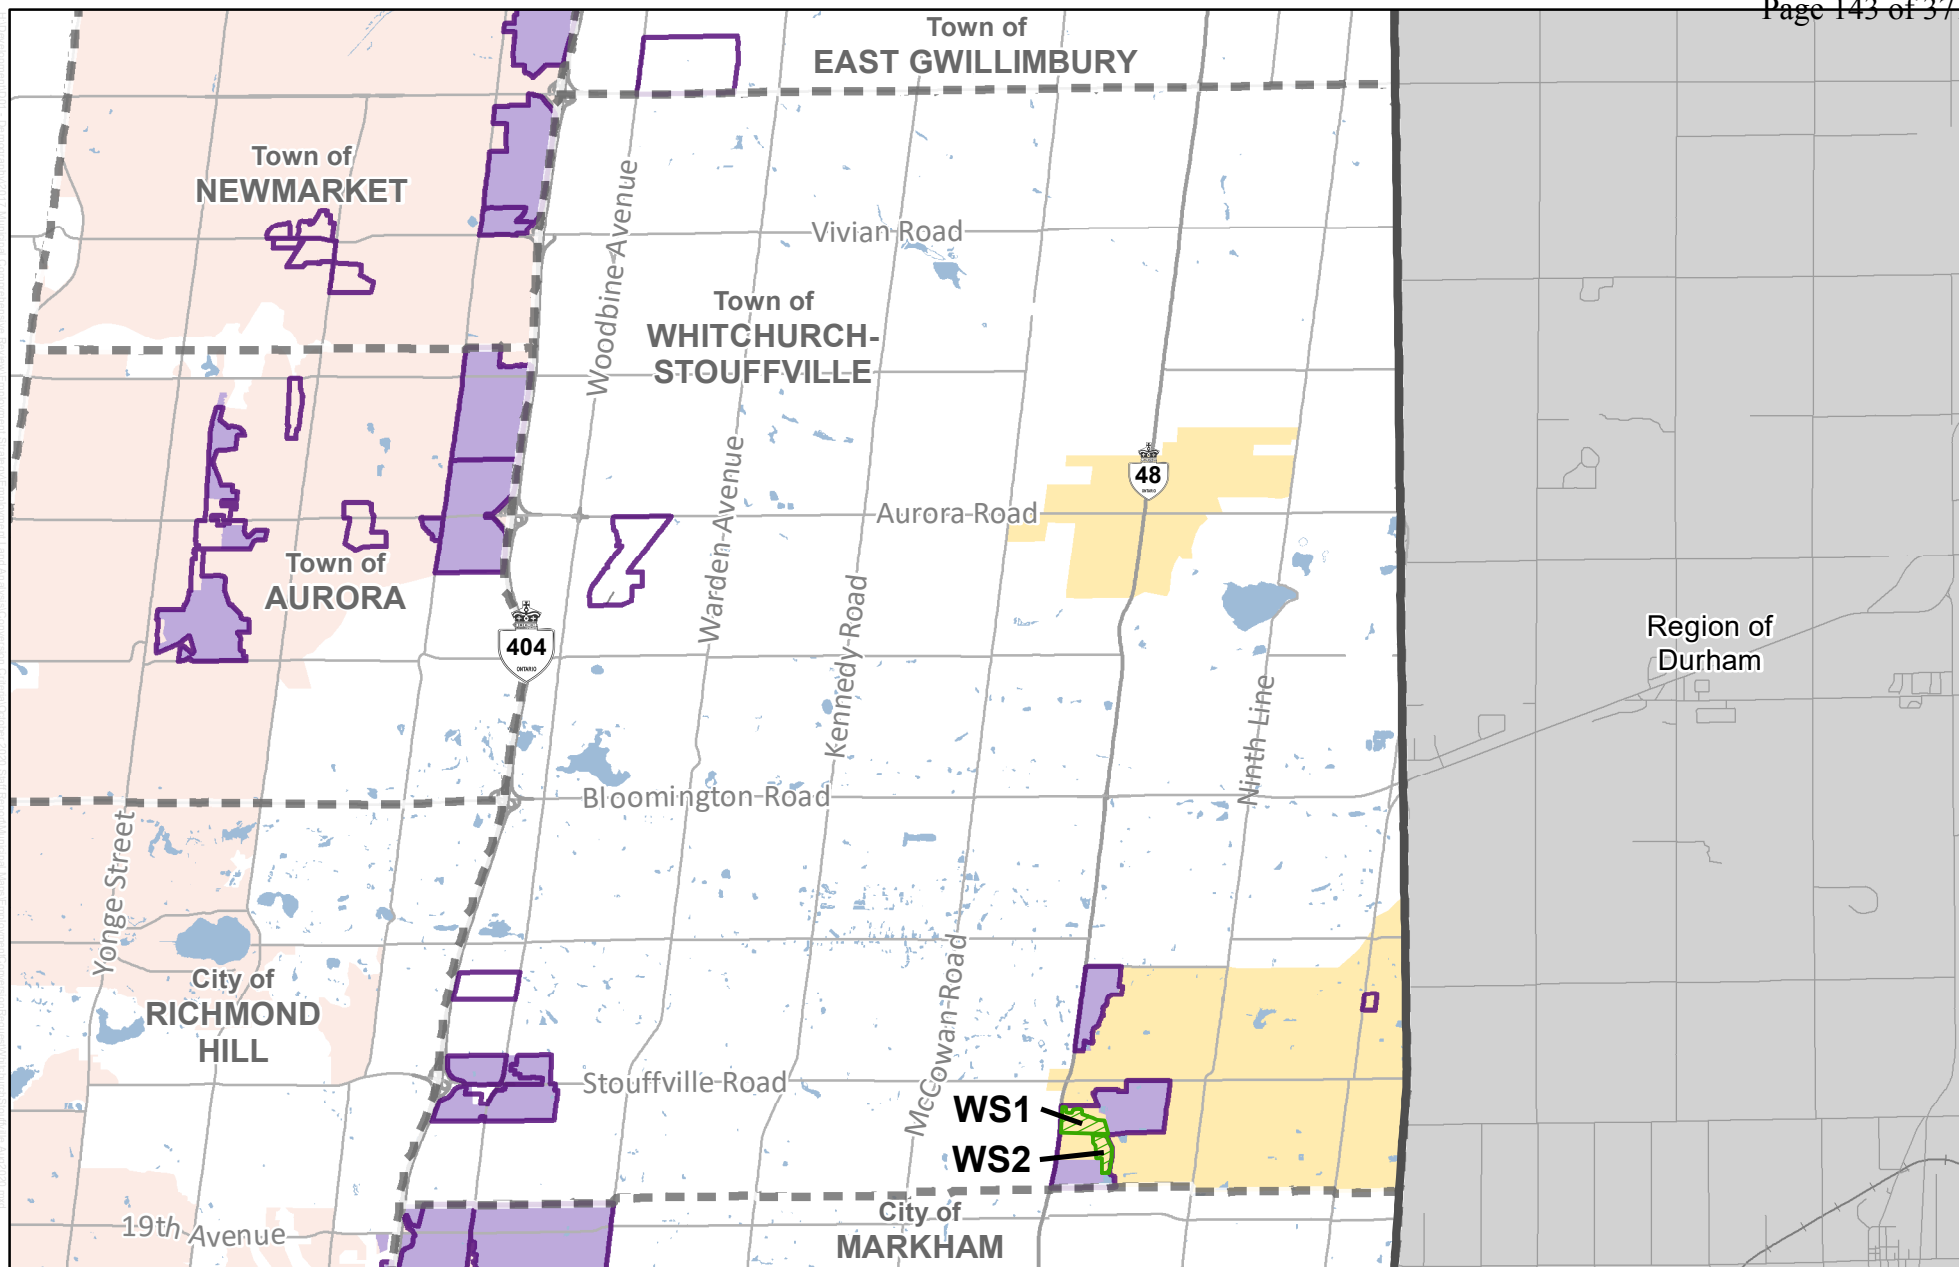 Page 143 of 37
Town of
EAST GWILLIMBURY
Town of
NEWMARKET
Woodbine Avenue
Vivian Road
Town of
WHITCHURCH-
STOUFFVILLE
Warden Avenue
48
ONTARIO
Aurora Road
Town of
AURORA
Kennedy Road
404
ONTARIO
Region of
Durham
Ninth Line
Bloomington Road
Yonge Street
City of
RICHMOND
HILL
McCowan Road
Stouffville Road
WS1
WS2
19th Avenue
City of
MARKHAM